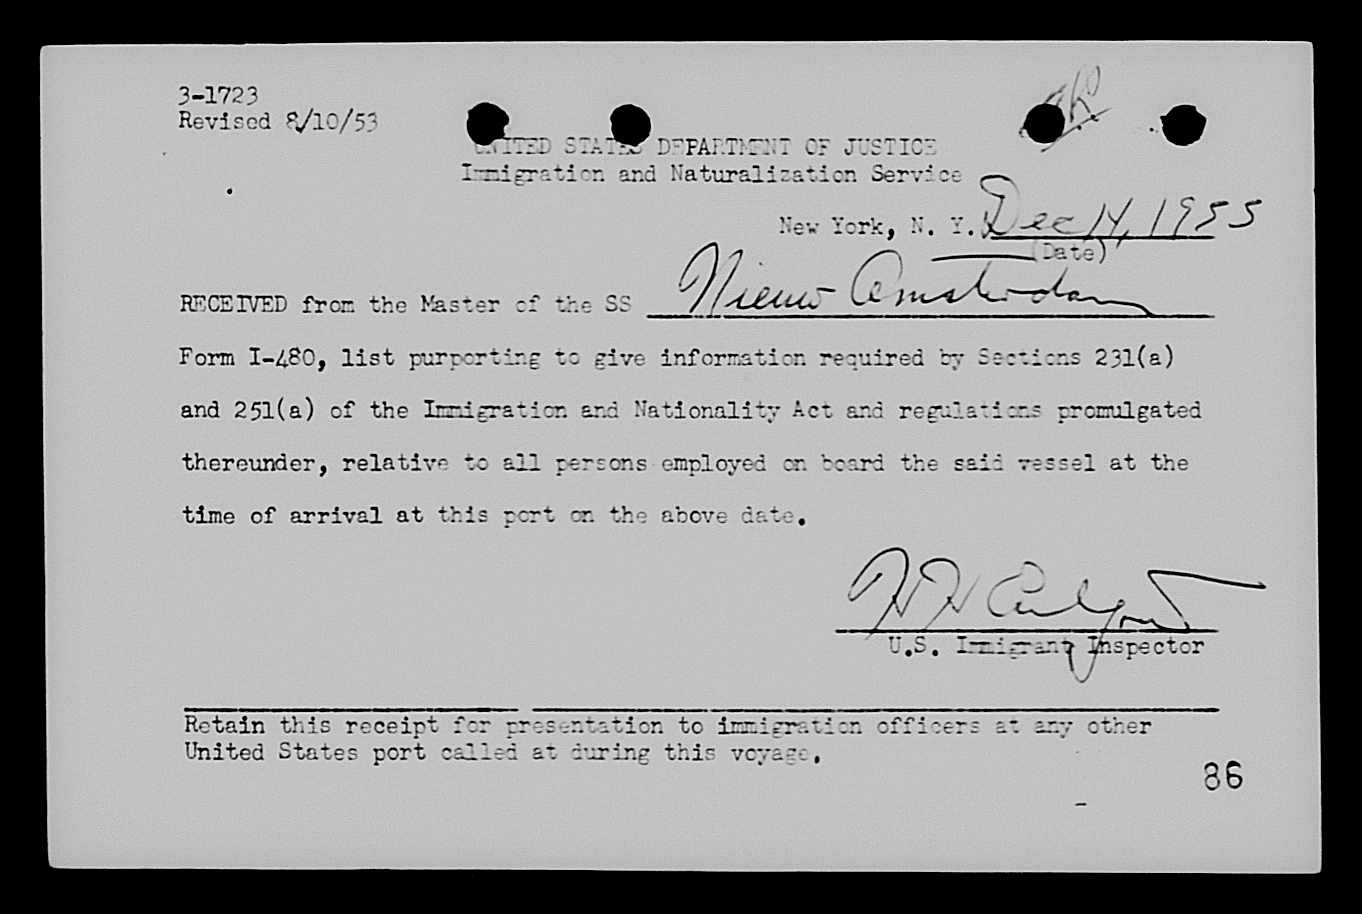 3-1723
Revised 8/10/53
UNITED STATES DEPARTMENT OF JUSTICE
Immigration and Naturalization Service
New York, N. Y. Dec 14, 1955
(Date)
RECEIVED from the Master of the SS Nieuw Amsterdam
Form I-480, list purporting to give information required by Sections 231(a)
and 251(a) of the Immigration and Nationality Act and regulations promulgated
thereunder, relative to all persons employed on board the said vessel at the
time of arrival at this port on the above date.
U.S. Immigrant Inspector
Retain this receipt for presentation to immigration officers at any other
United States port called at during this voyage.
86